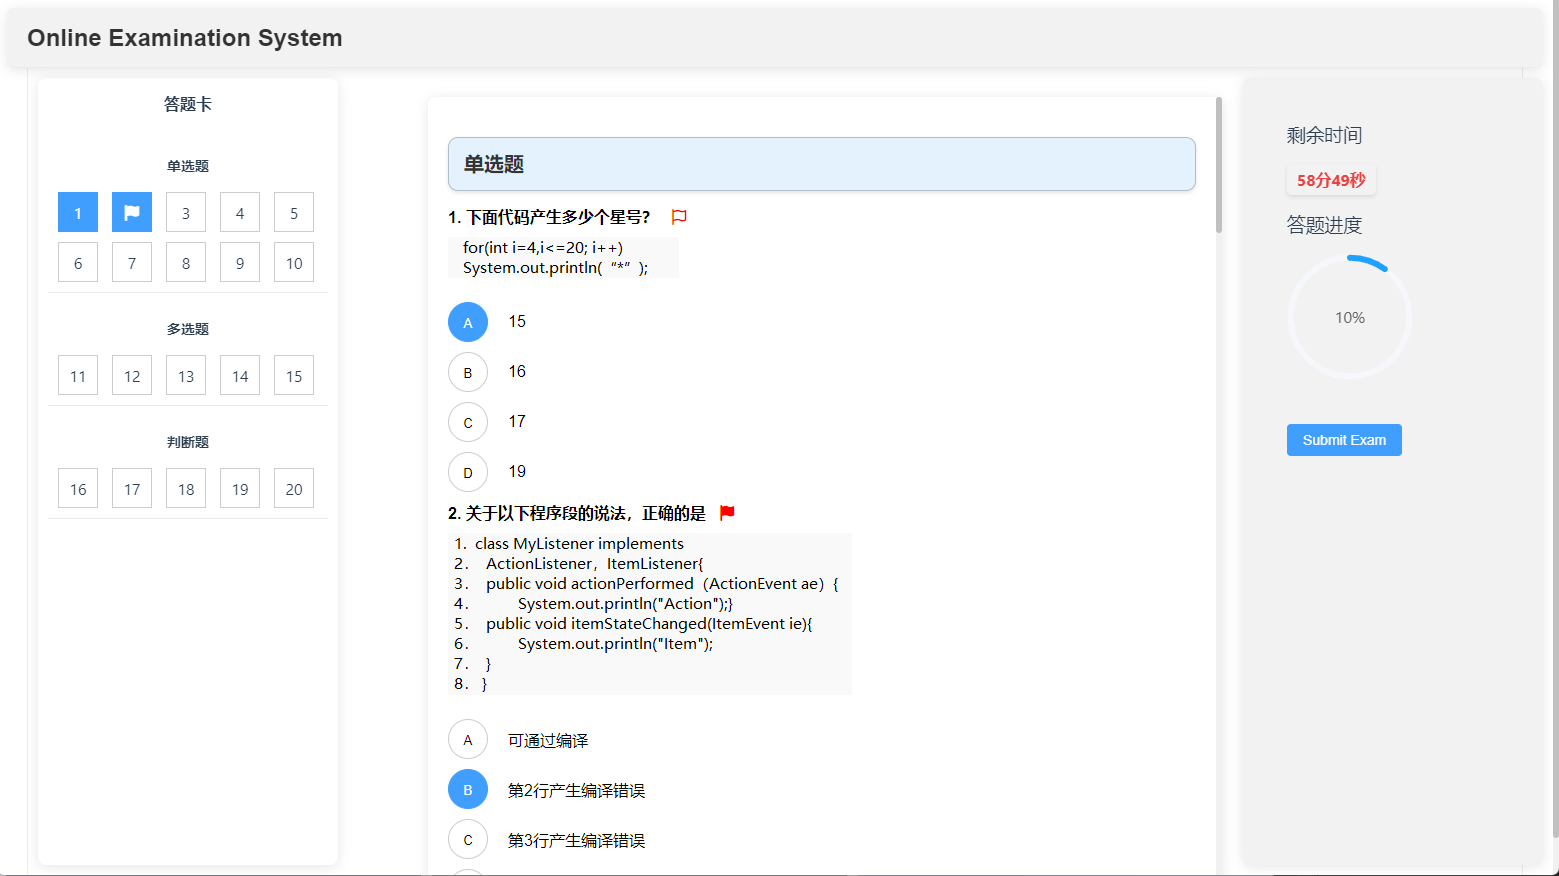 Online Examination System
答题卡
单选题
1
3
4
5
6
7
8
9
10
多选题
11
12
13
14
15
判断题
16
17
18
19
20
单选题
1. 下面代码产生多少个星号？
for(int i=4,i<=20; i++)
System.out.println(“*”);
A 15
B 16
C 17
D 19
2. 关于以下程序段的说法，正确的是
1. class MyListener implements
2. ActionListener，ItemListener{
3. public void actionPerformed（ActionEvent ae）{
4. System.out.println("Action");}
5. public void itemStateChanged(ItemEvent ie){
6. System.out.println("Item");
7. }
8. }
A 可通过编译
B 第2行产生编译错误
C 第3行产生编译错误
剩余时间
58分49秒
答题进度
10%
Submit Exam